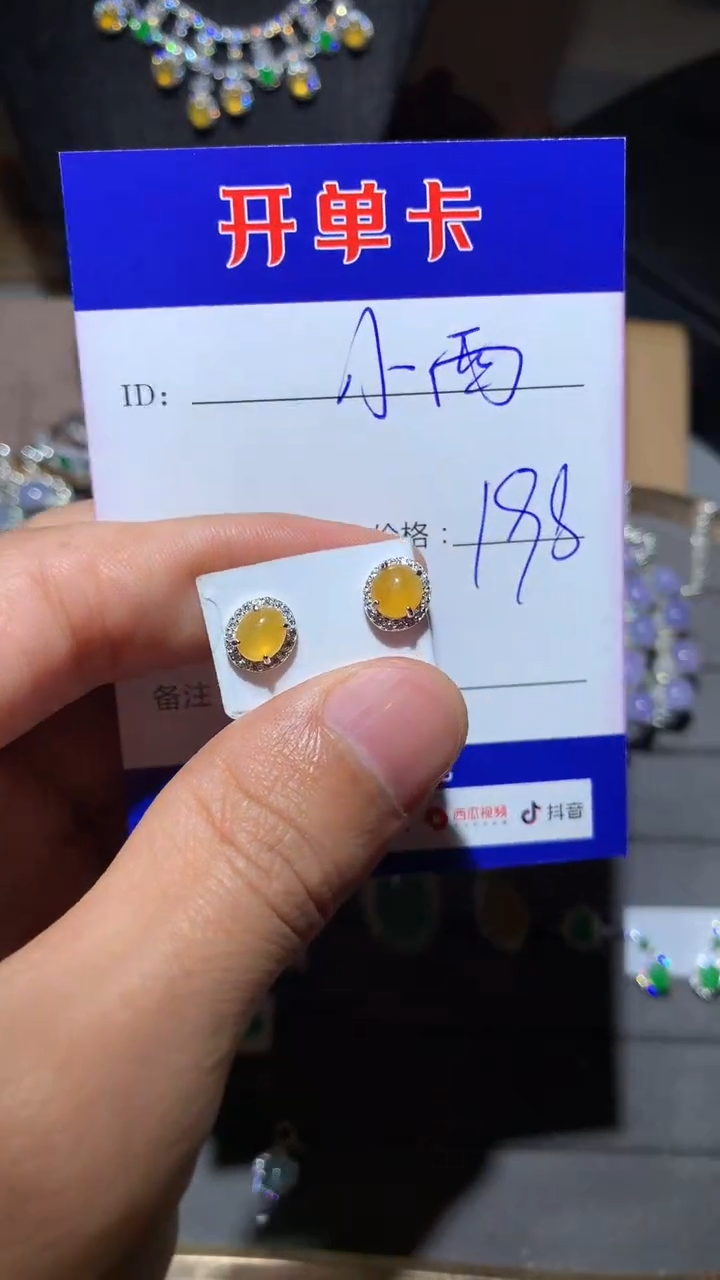 开单卡
ID: 小雨
价格: 198
备注
西瓜视频 抖音